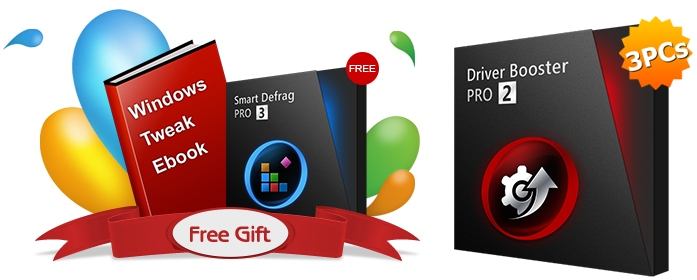 Windows
Tweak
Ebook
FREE
Smart Defrag
PRO 3
Free Gift
3PCs
Driver Booster
PRO 2